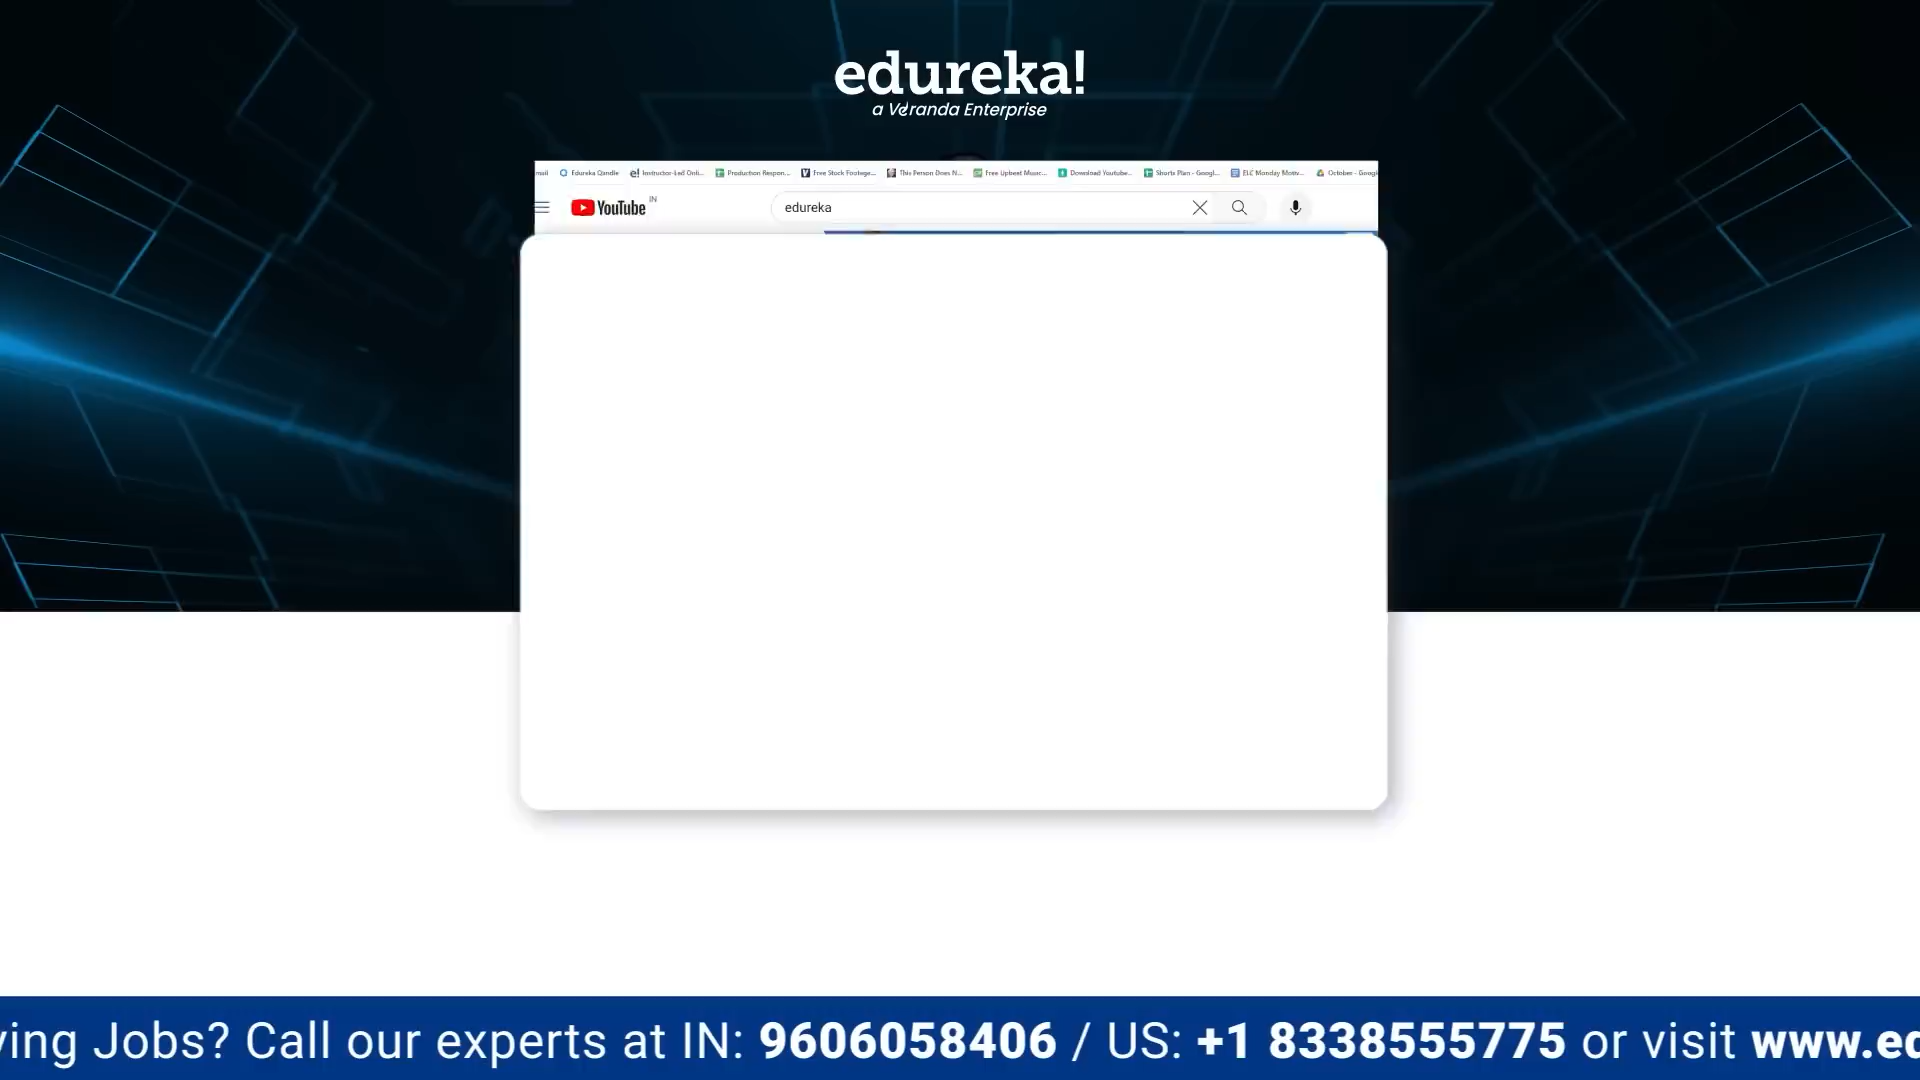 edureka!
a Veranda Enterprise
mail Edureka Qandle Instructor-Led Onli... Production Respon... Free Stock Footage... This Person Does N... Free Upbeat Music... Download Youtube... Shorts Plan - Googl... ELC Monday Motiv... October - Googl
YouTube IN edureka
ving Jobs? Call our experts at IN: 9606058406 / US: +1 8338555775 or visit www.ed